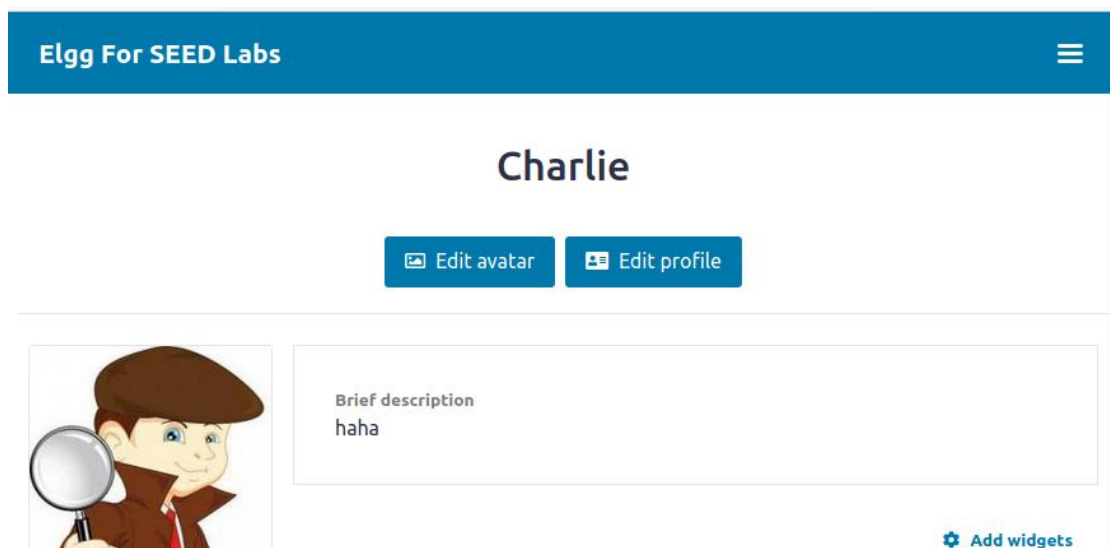 Elgg For SEED Labs
Charlie
Edit avatar Edit profile
Brief description
haha
Add widgets